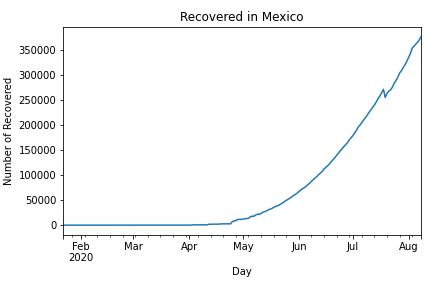 Recovered in Mexico
350000
300000
250000
200000
150000
100000
50000
0
Number of Recovered
Feb
2020
Mar
Apr
May
Jun
Jul
Aug
Day